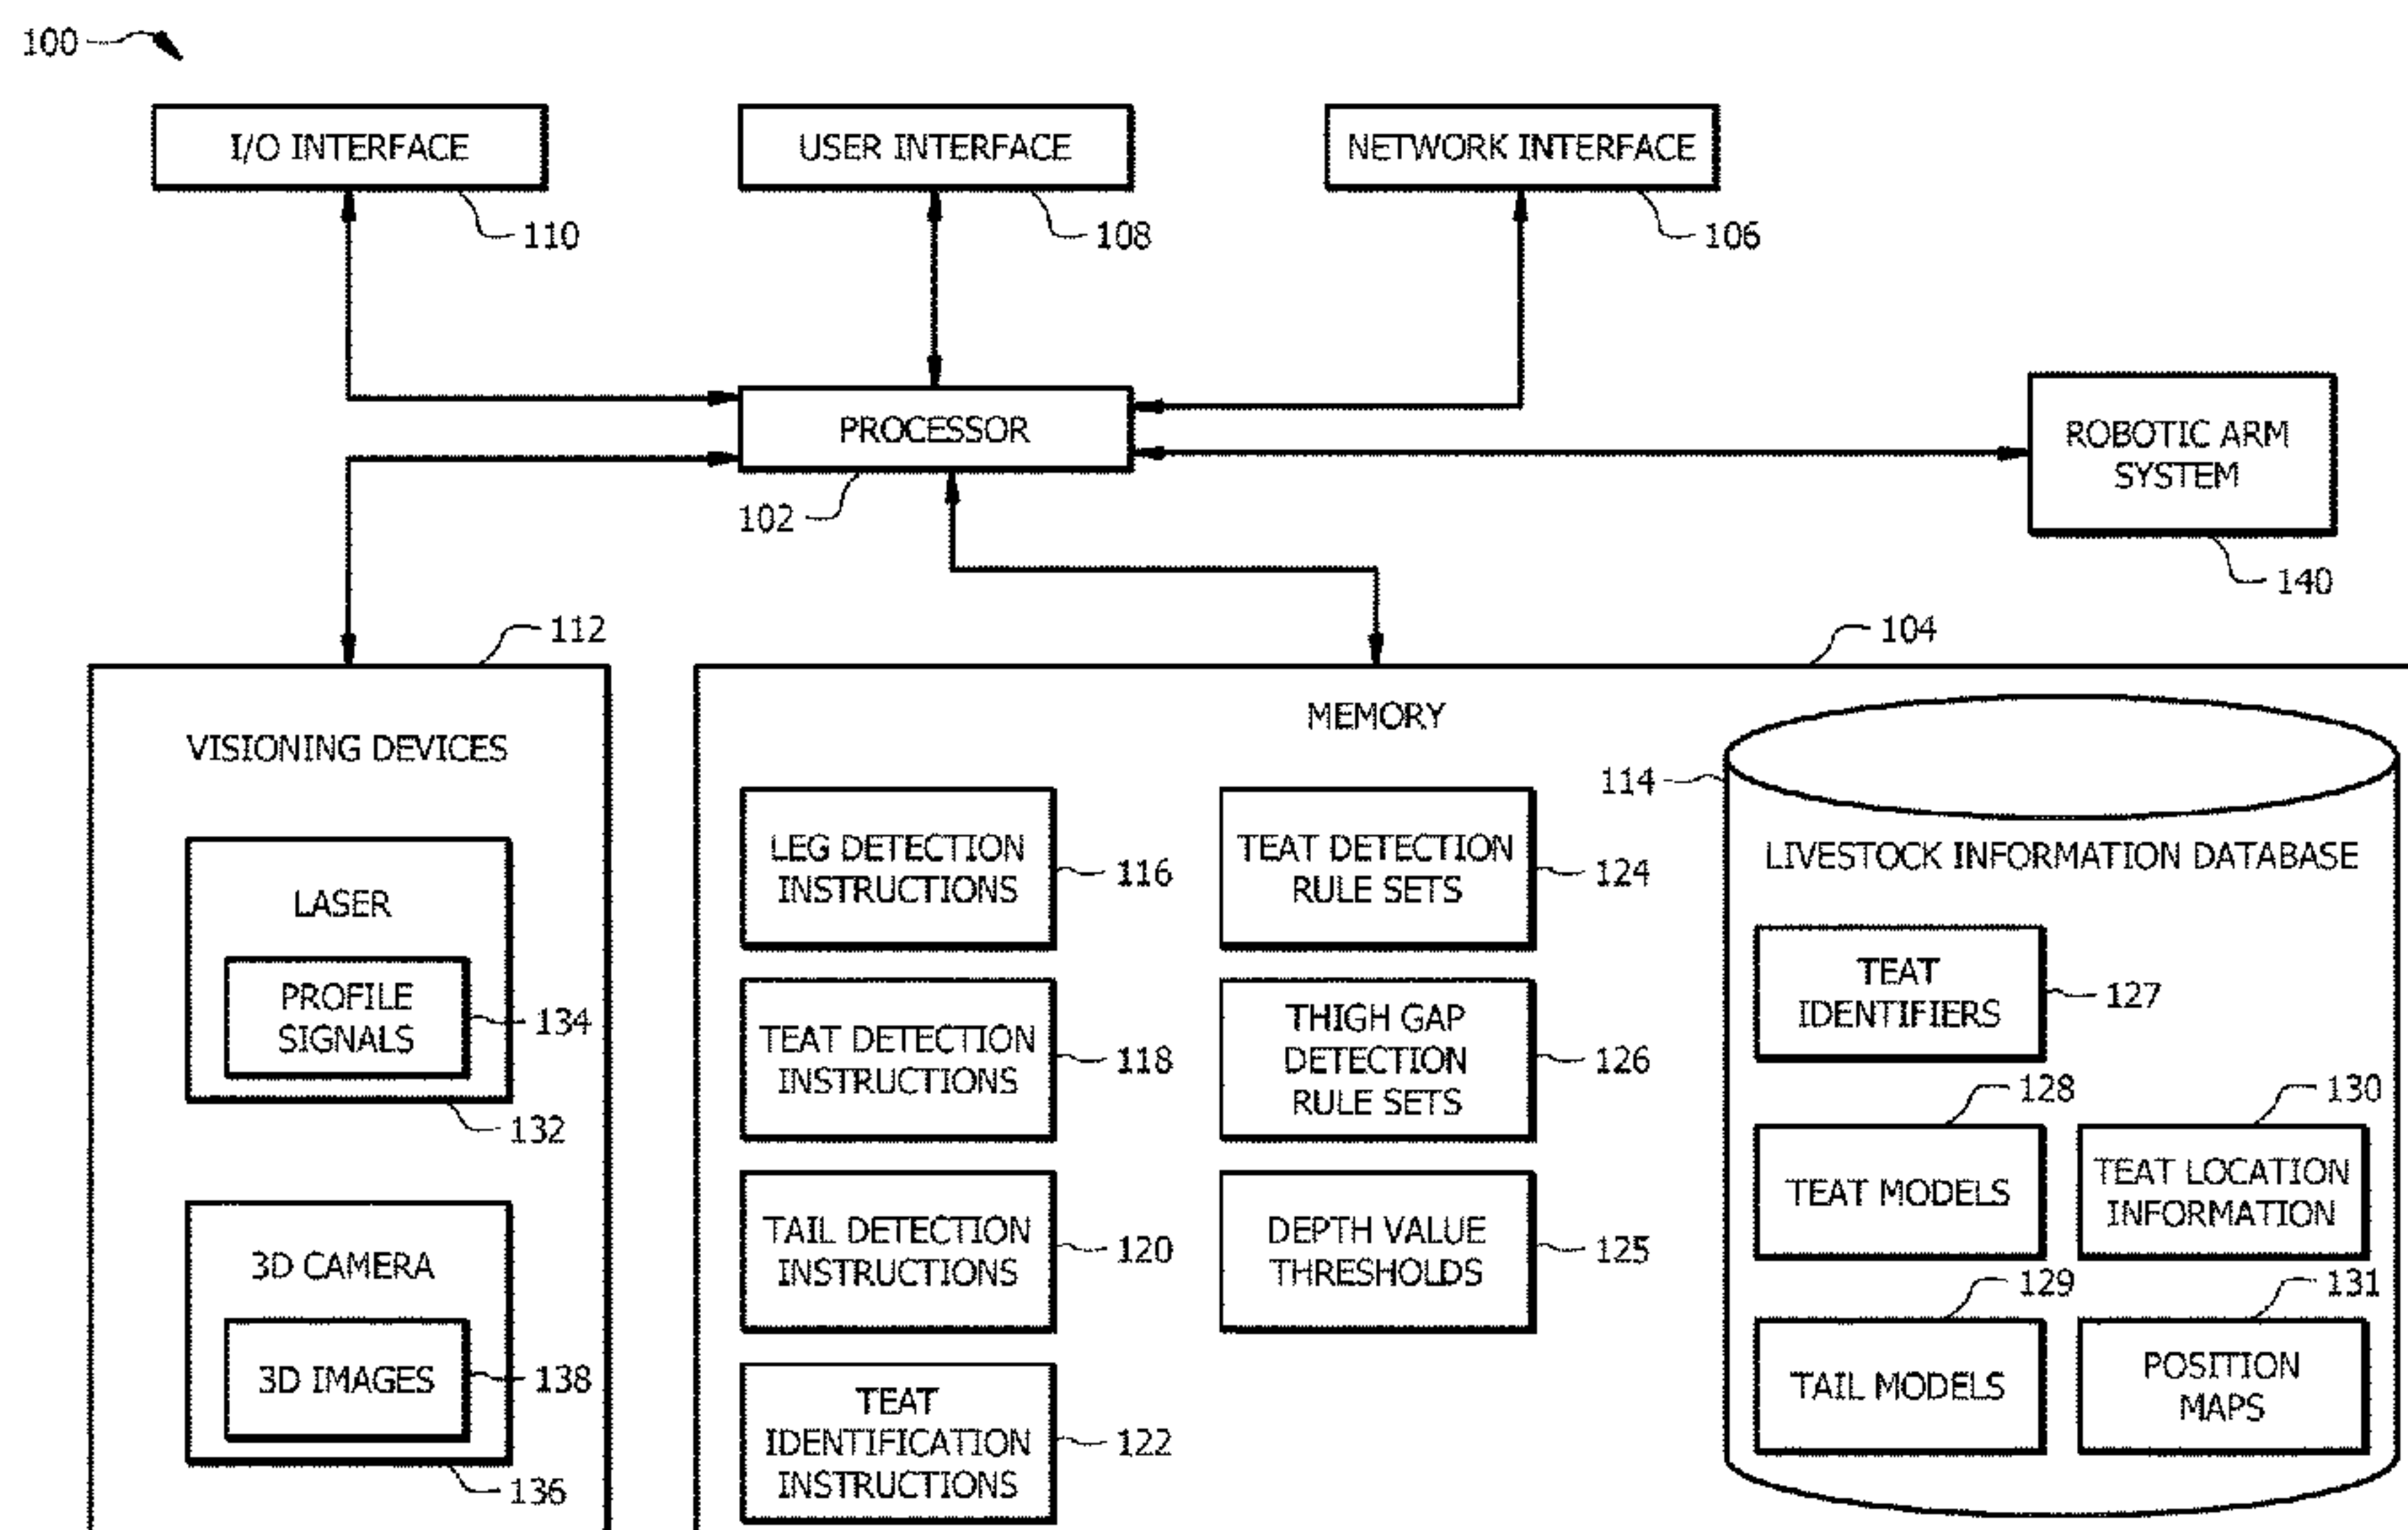 100
I/O INTERFACE
110
USER INTERFACE
108
NETWORK INTERFACE
106
PROCESSOR
102
ROBOTIC ARM
SYSTEM
140
112
VISIONING DEVICES
LASER
PROFILE
SIGNALS
134
132
3D CAMERA
3D IMAGES
138
136
104
MEMORY
LEG DETECTION
INSTRUCTIONS
116
TEAT DETECTION
INSTRUCTIONS
118
TAIL DETECTION
INSTRUCTIONS
120
TEAT
IDENTIFICATION
INSTRUCTIONS
122
TEAT DETECTION
RULE SETS
124
THIGH GAP
DETECTION
RULE SETS
126
DEPTH VALUE
THRESHOLDS
125
114
LIVESTOCK INFORMATION DATABASE
TEAT
IDENTIFIERS
127
128
TEAT MODELS
130
TEAT LOCATION
INFORMATION
129
TAIL MODELS
131
POSITION
MAPS